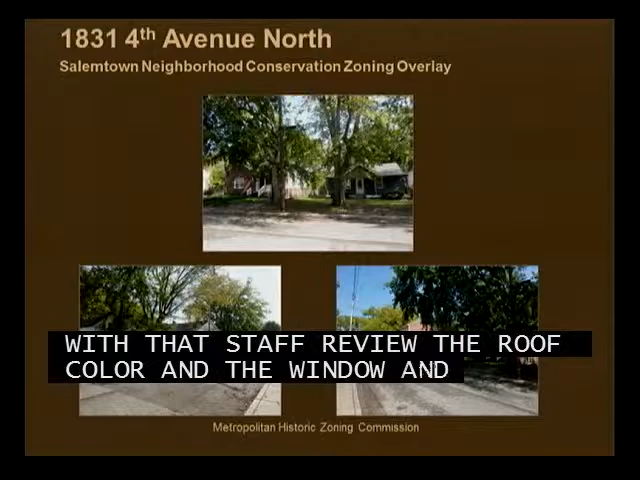 1831 4th Avenue North
Salemtown Neighborhood Conservation Zoning Overlay
WITH THAT STAFF REVIEW THE ROOF
COLOR AND THE WINDOW AND
Metropolitan Historic Zoning Commission